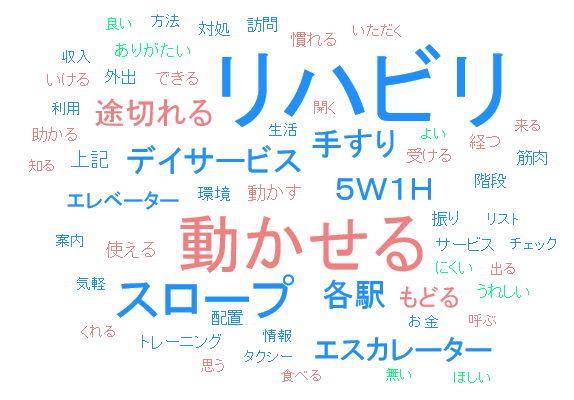 良い 方法 対処 訪問 いただく
ありがたい 慣れる
収入 リハビリ
いける 外出 できる
利用 途切れる 開く
助かる 生活 手すり よい 経つ 来る
知る 上記 デイサービス 受ける 筋肉
エレベーター 環境 動かす 5W1H 階段
案内 使える 動かせる 振り リスト
サービス チェック
気軽 にくい 出る
スロープ 各駅 もどる うれしい
配置 お金 呼ぶ
くれる トレーニング 情報 エスカレーター
思う タクシー
食べる 無い ほしい